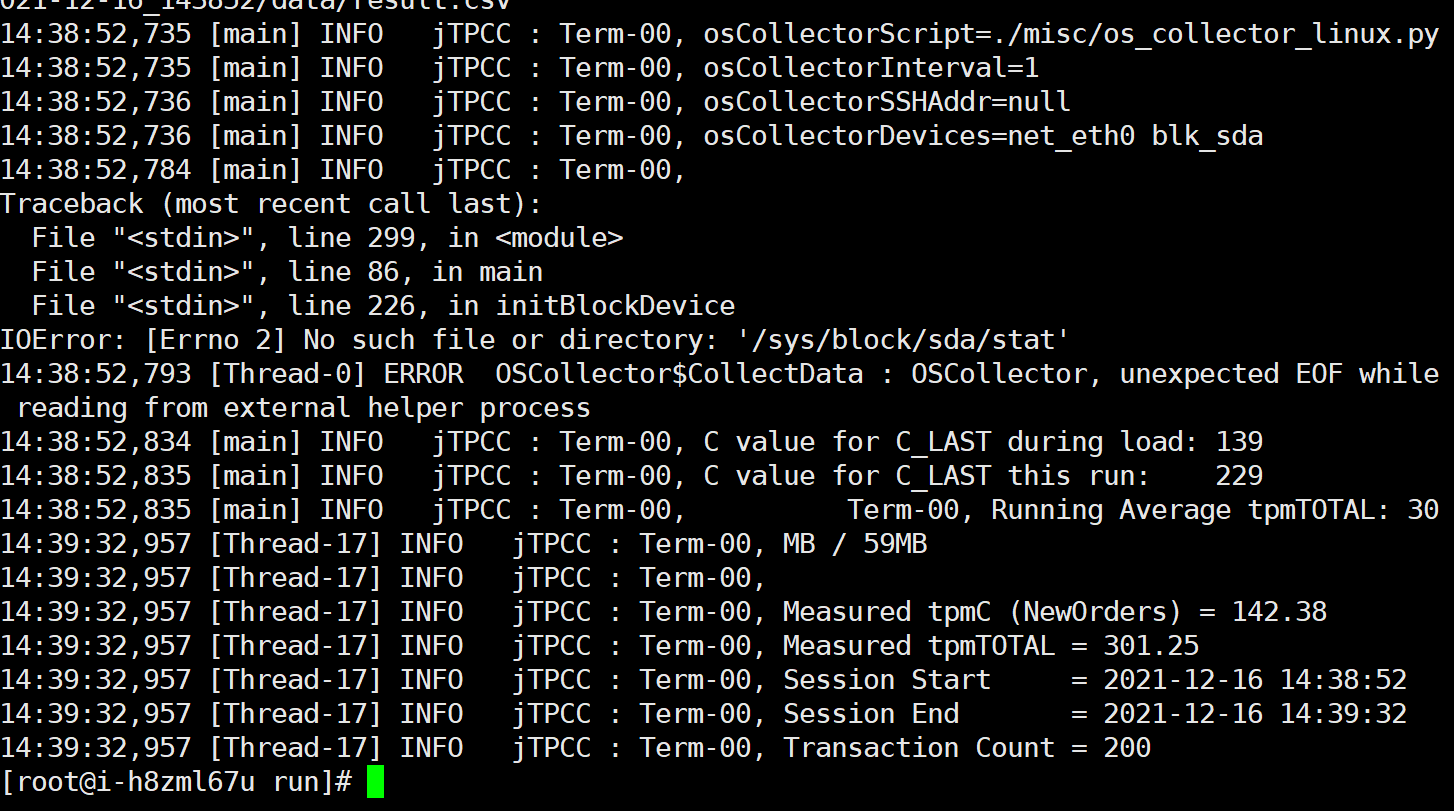 021-12-16_143852/data/result.csv
14:38:52,735 [main] INFO   jTPCC : Term-00, osCollectorScript=./misc/os_collector_linux.py
14:38:52,735 [main] INFO   jTPCC : Term-00, osCollectorInterval=1
14:38:52,736 [main] INFO   jTPCC : Term-00, osCollectorSSHAddr=null
14:38:52,736 [main] INFO   jTPCC : Term-00, osCollectorDevices=net_eth0 blk_sda
14:38:52,784 [main] INFO   jTPCC : Term-00,
Traceback (most recent call last):
  File "<stdin>", line 299, in <module>
  File "<stdin>", line 86, in main
  File "<stdin>", line 226, in initBlockDevice
IOError: [Errno 2] No such file or directory: '/sys/block/sda/stat'
14:38:52,793 [Thread-0] ERROR  OSCollector$CollectData : OSCollector, unexpected EOF while
 reading from external helper process
14:38:52,834 [main] INFO   jTPCC : Term-00, C value for C_LAST during load: 139
14:38:52,835 [main] INFO   jTPCC : Term-00, C value for C_LAST this run:    229
14:38:52,835 [main] INFO   jTPCC : Term-00,          Term-00, Running Average tpmTOTAL: 30
14:39:32,957 [Thread-17] INFO   jTPCC : Term-00, MB / 59MB
14:39:32,957 [Thread-17] INFO   jTPCC : Term-00,
14:39:32,957 [Thread-17] INFO   jTPCC : Term-00, Measured tpmC (NewOrders) = 142.38
14:39:32,957 [Thread-17] INFO   jTPCC : Term-00, Measured tpmTOTAL = 301.25
14:39:32,957 [Thread-17] INFO   jTPCC : Term-00, Session Start     = 2021-12-16 14:38:52
14:39:32,957 [Thread-17] INFO   jTPCC : Term-00, Session End       = 2021-12-16 14:39:32
14:39:32,957 [Thread-17] INFO   jTPCC : Term-00, Transaction Count = 200
[root@i-h8zml67u run]#